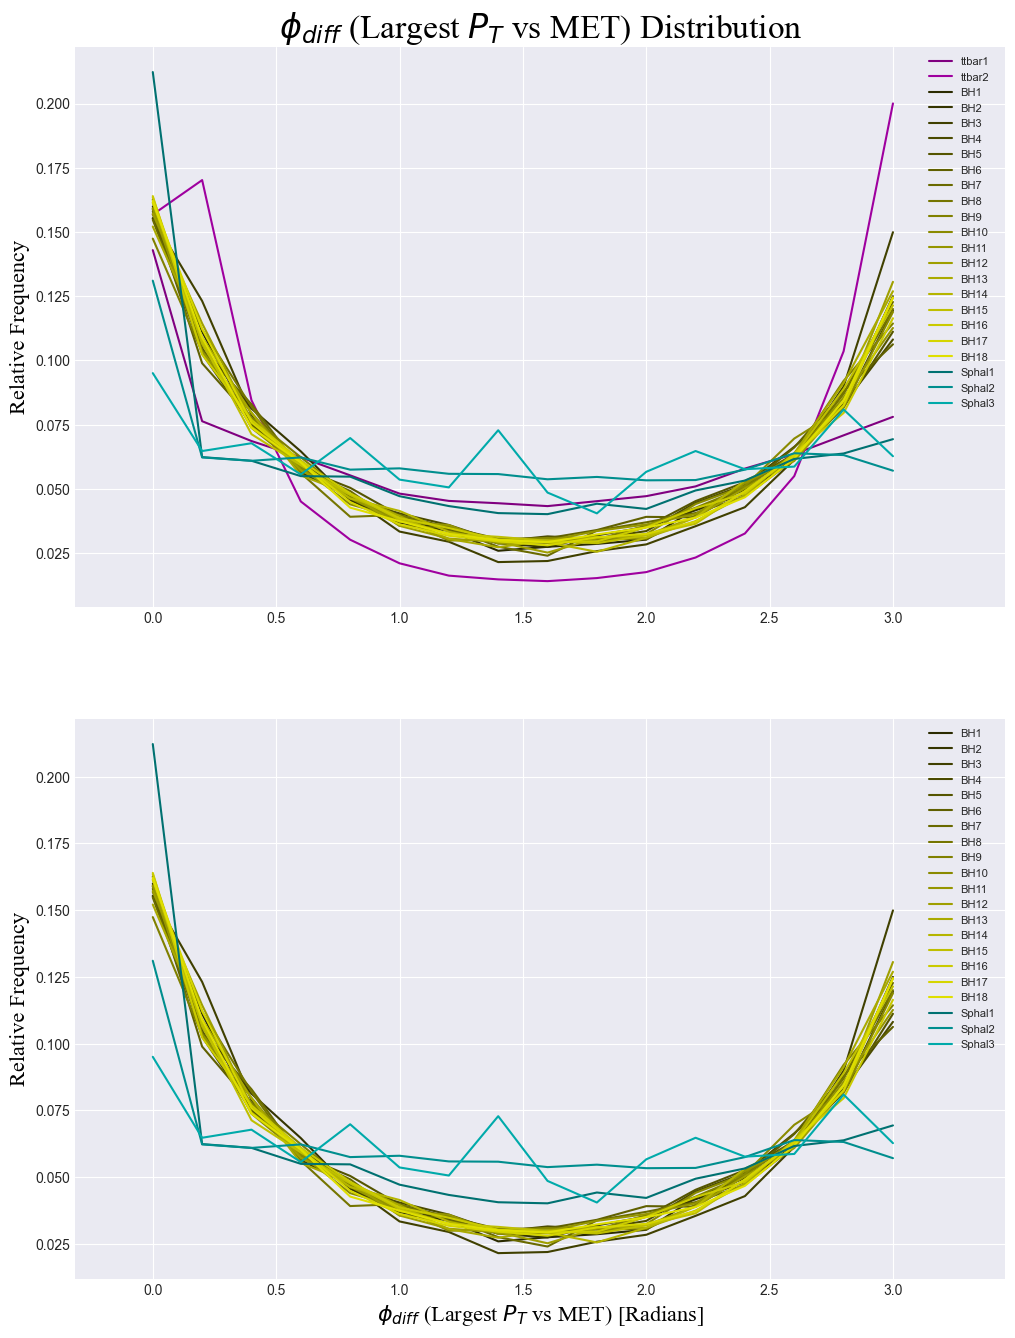 ϕdiff (Largest PT vs MET) Distribution
Relative Frequency
0.200
0.175
0.150
0.125
0.100
0.075
0.050
0.025
0.0 0.5 1.0 1.5 2.0 2.5 3.0
ttbar1
ttbar2
BH1
BH2
BH3
BH4
BH5
BH6
BH7
BH8
BH9
BH10
BH11
BH12
BH13
BH14
BH15
BH16
BH17
BH18
Sphal1
Sphal2
Sphal3
Relative Frequency
0.200
0.175
0.150
0.125
0.100
0.075
0.050
0.025
0.0 0.5 1.0 1.5 2.0 2.5 3.0
BH1
BH2
BH3
BH4
BH5
BH6
BH7
BH8
BH9
BH10
BH11
BH12
BH13
BH14
BH15
BH16
BH17
BH18
Sphal1
Sphal2
Sphal3
ϕdiff (Largest PT vs MET) [Radians]